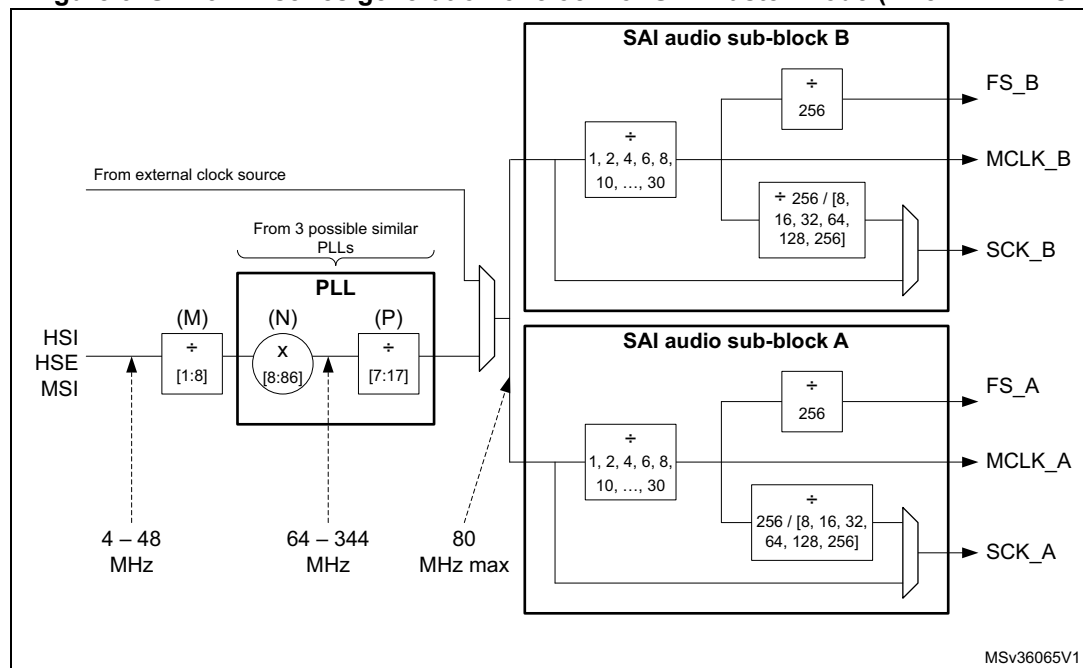 SAI audio sub-block B
÷
256
FS_B
÷
1, 2, 4, 6, 8,
10, …, 30
MCLK_B
÷ 256 / [8,
16, 32, 64,
128, 256]
SCK_B
From external clock source
From 3 possible similar
PLLs
PLL
(M)
(N)
(P)
HSI
HSE
MSI
÷
[1:8]
x
[8:86]
÷
[7:17]
4 – 48
MHz
64 – 344
MHz
80
MHz max
SAI audio sub-block A
÷
256
FS_A
÷
1, 2, 4, 6, 8,
10, …, 30
MCLK_A
÷
256 / [8, 16, 32,
64, 128, 256]
SCK_A
MSv36065V1